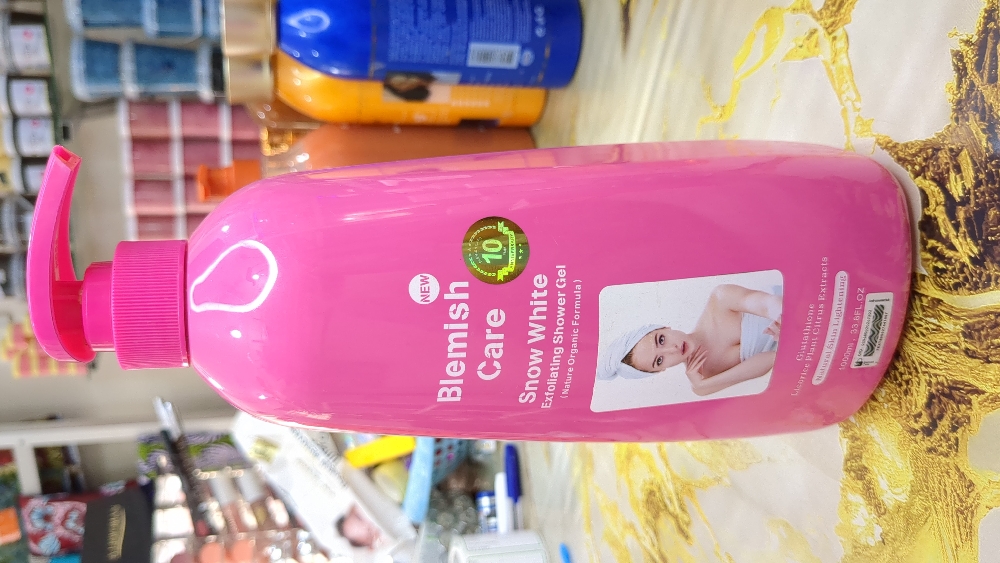 NEW
Blemish
Care
10
Snow White
Exfoliating Shower Gel
(Nature Organic Formula)
Glutathione
Licorice Plant Citrus Extracts
Natural Skin Lightening
1000ml 33.8FL OZ